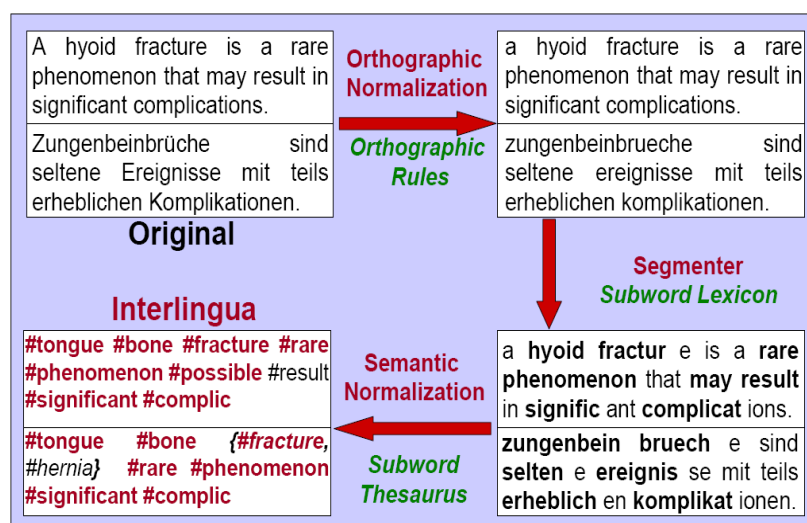 A hyoid fracture is a rare
phenomenon that may result in
significant complications.
Zungenbeinbrüche sind
seltene Ereignisse mit teils
erheblichen Komplikationen.
Original
Orthographic
Normalization
Orthographic
Rules
a hyoid fracture is a rare
phenomenon that may result in
significant complications.
zungenbeinbrueche sind
seltene ereignisse mit teils
erheblichen komplikationen.
Segmenter
Subword Lexicon
a hyoid fractur e is a rare
phenomenon that may result
in signific ant complicat ions.
zungenbein bruech e sind
selten e ereignis se mit teils
erheblich en komplikat ionen.
Semantic
Normalization
Subword
Thesaurus
Interlingua
#tongue #bone #fracture #rare
#phenomenon #possible #result
#significant #complic
#tongue #bone {#fracture,
#hernia} #rare #phenomenon
#significant #complic